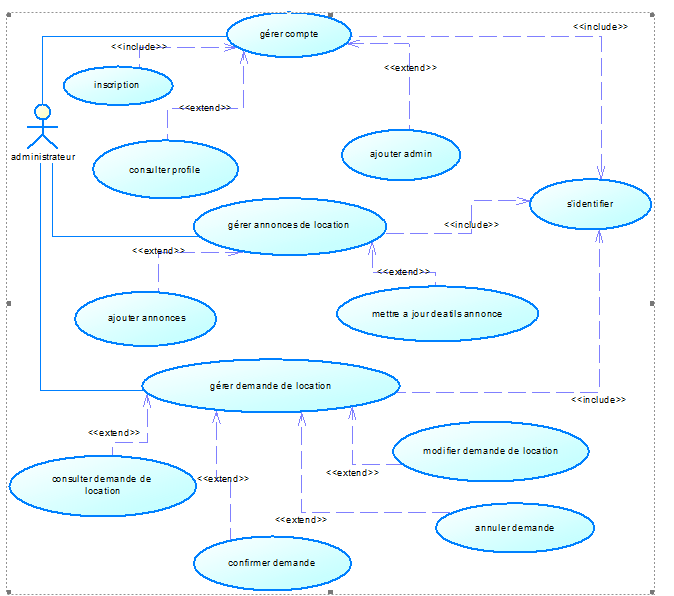 gérer compte
<<include>>
<<include>>
<<extend>>
inscription
<<extend>>
administrateur
ajouter admin
consulter profile
s'identifier
gérer annonces de location
<<include>>
<<extend>>
<<extend>>
ajouter annonces
mettre a jour deatils annonce
gérer demande de location
<<include>>
<<extend>>
modifier demande de location
<<extend>>
consulter demande de
location
<<extend>>
<<extend>>
annuler demande
confirmer demande